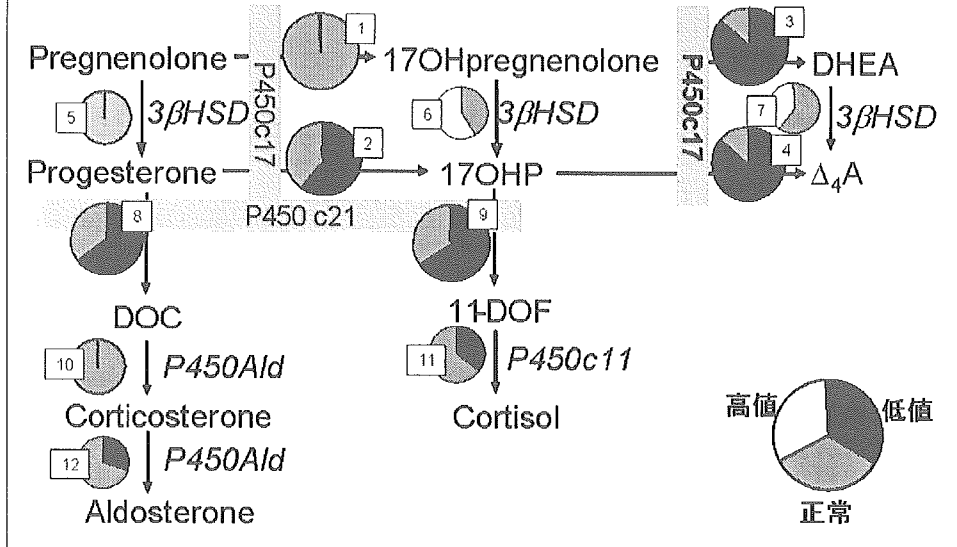 1
3
Pregnenolone
17OHpregnenolone
DHEA
P450c17
P450c17
5
3βHSD
6
3βHSD
7
3βHSD
2
4
Progesterone
17OHP
Δ4A
8
P450 c21
9
DOC
11-DOF
10
P450Ald
11
P450c11
Corticosterone
Cortisol
12
P450Ald
Aldosterone
高値
低値
正常